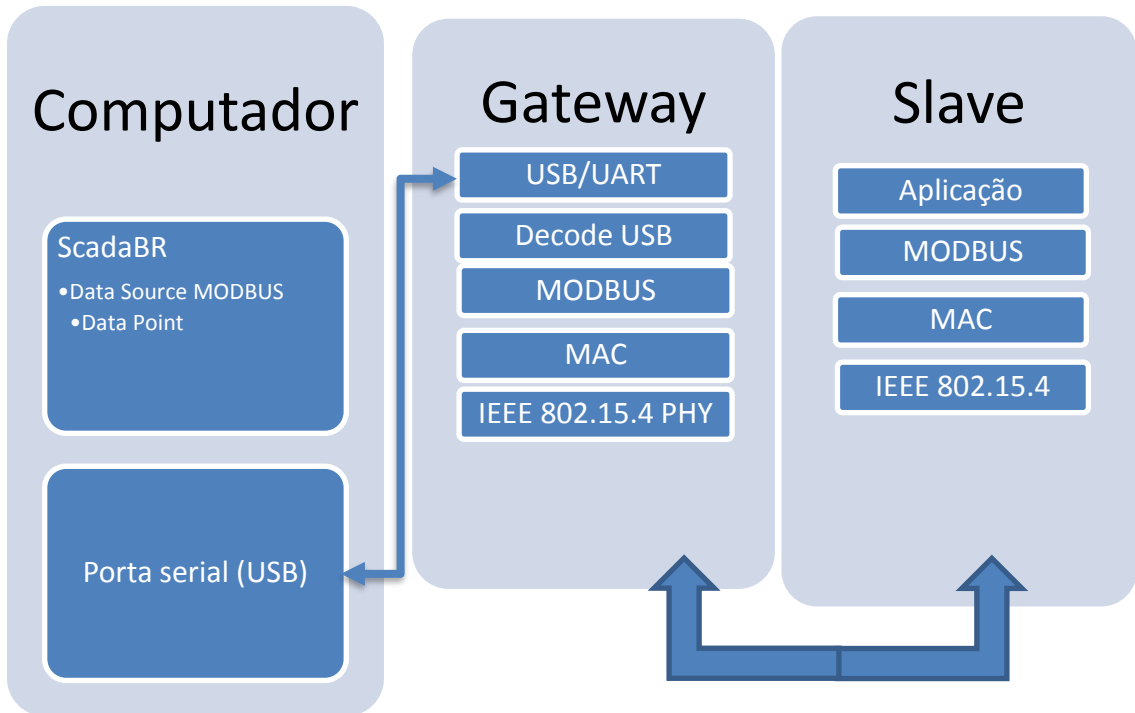 Computador
ScadaBR
•Data Source MODBUS
•Data Point
Porta serial (USB)
Gateway
USB/UART
Decode USB
MODBUS
MAC
IEEE 802.15.4 PHY
Slave
Aplicação
MODBUS
MAC
IEEE 802.15.4